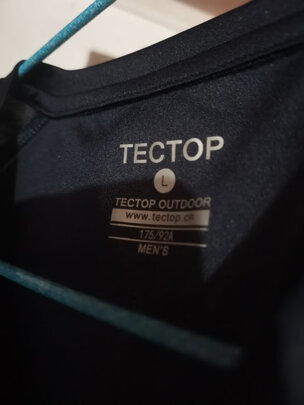 TECTOP
L
TECTOP OUTDOOR
www.tectop.cn
175/92A
MEN'S